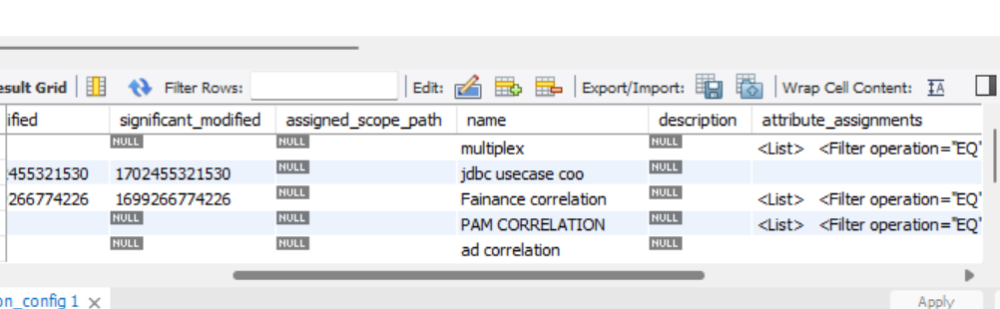 esult Grid Filter Rows: Edit: Export/Import: Wrap Cell Content: IA
ified significant_modified assigned_scope_path name description attribute_assignments
NULL NULL multiplex NULL <List> <Filter operation="EQ"
455321530 1702455321530 NULL jdbc usecase coo NULL
266774226 1699266774226 NULL Fainance correlation NULL <List> <Filter operation="EQ"
NULL NULL PAM CORRELATION NULL <List> <Filter operation="EQ"
NULL NULL ad correlation NULL
on_config 1 × Apply